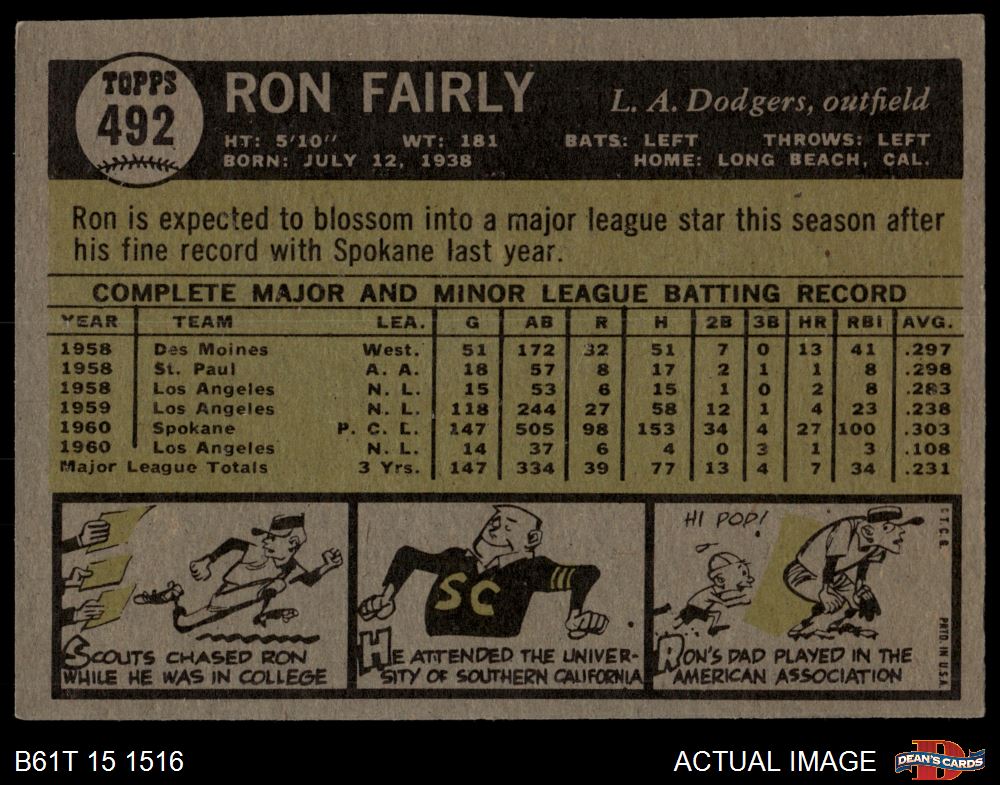 TOPPS
492
RON FAIRLY
L. A. Dodgers, outfield
HT: 5'10" WT: 181 BATS: LEFT THROWS: LEFT
BORN: JULY 12, 1938 HOME: LONG BEACH, CAL.
Ron is expected to blossom into a major league star this season after
his fine record with Spokane last year.
COMPLETE MAJOR AND MINOR LEAGUE BATTING RECORD
YEAR TEAM LEA. G AB R H 2B 3B HR RBI AVG.
1958 Des Moines West. 51 172 32 51 7 0 13 41 .297
1958 St. Paul A. A. 18 57 8 17 2 1 1 8 .298
1958 Los Angeles N. L. 15 53 6 15 1 0 2 8 .283
1959 Los Angeles N. L. 118 244 27 58 12 1 4 23 .238
1960 Spokane P. C. L. 147 505 98 153 34 4 27 100 .303
1960 Los Angeles N. L. 14 37 6 4 0 3 1 3 .108
Major League Totals 3 Yrs. 147 334 39 77 13 4 7 34 .231
SCOUTS CHASED RON
WHILE HE WAS IN COLLEGE
SC
HE ATTENDED THE UNIVER-
SITY OF SOUTHERN CALIFORNIA
HI POP!
RON'S DAD PLAYED IN THE
AMERICAN ASSOCIATION
© T.C.G.
PRTD. IN U.S.A.
B61T 15 1516
ACTUAL IMAGE
D
DEAN'S CARDS